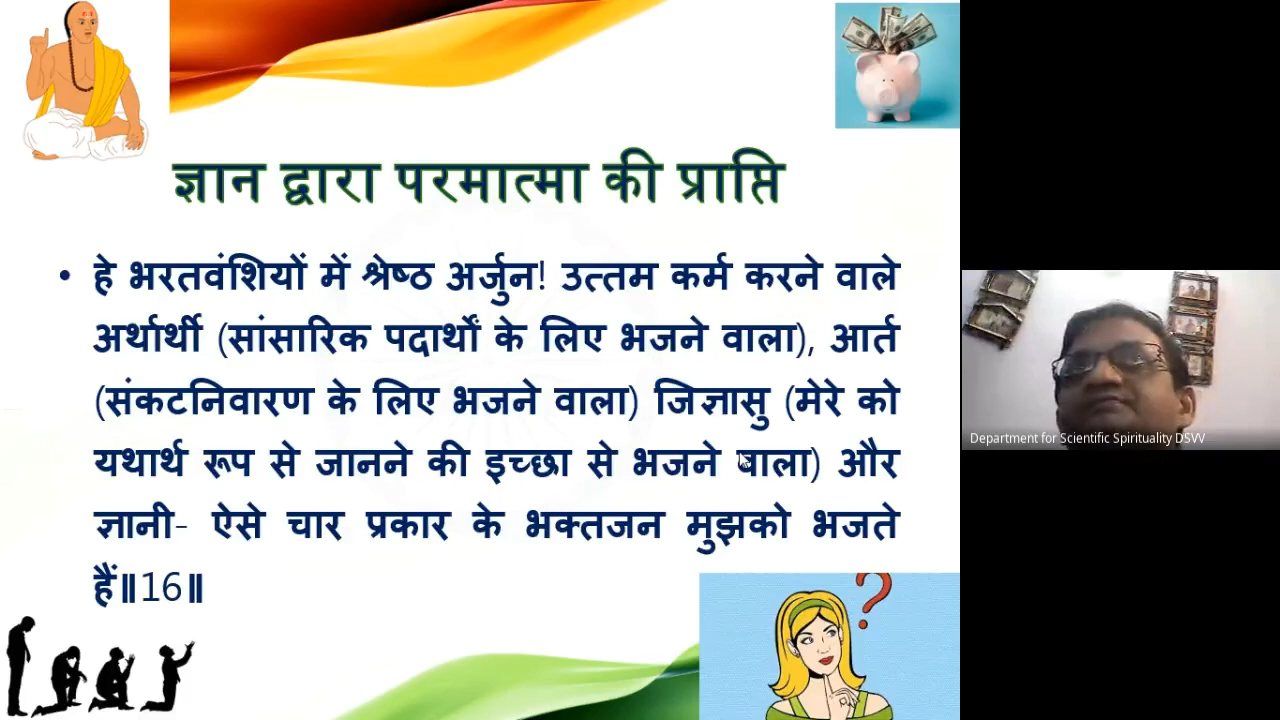 ज्ञान द्वारा परमात्मा की प्राप्ति
• हे भरतवंशियों में श्रेष्ठ अर्जुन! उत्तम कर्म करने वाले
अर्थार्थी (सांसारिक पदार्थों के लिए भजने वाला), आर्त
(संकटनिवारण के लिए भजने वाला) जिज्ञासु (मेरे को
यथार्थ रूप से जानने की इच्छा से भजने वाला) और
ज्ञानी- ऐसे चार प्रकार के भक्तजन मुझको भजते
हैं॥16॥
?
Department for Scientific Spirituality DSVV